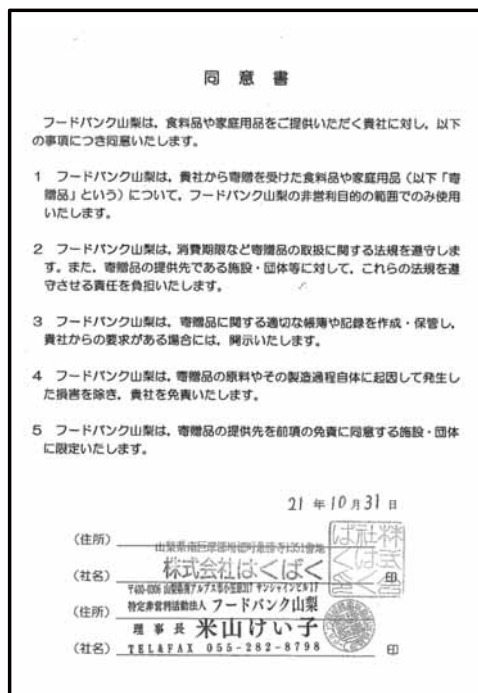 同 意 書
フードバンク山梨は、食料品や家庭用品をご提供いただく貴社に対し、以下
の事項につき同意いたします。
1 フードバンク山梨は、貴社から寄贈を受けた食料品や家庭用品(以下「寄
贈品」という)について、フードバンク山梨の非営利目的の範囲でのみ使用
いたします。
2 フードバンク山梨は、消費期限など寄贈品の取扱に関する法規を遵守しま
す。また、寄贈品の提供先である施設・団体等に対して、これらの法規を遵
守させる責任を負担いたします。
3 フードバンク山梨は、寄贈品に関する適切な帳簿や記録を作成・保管し、
貴社からの要求がある場合には、開示いたします。
4 フードバンク山梨は、寄贈品の原料やその製造過程自体に起因して発生し
た損害を除き、貴社を免責いたします。
5 フードバンク山梨は、寄贈品の提供先を前項の免責に同意する施設・団体
に限定いたします。
21 年 10 月 31 日
(住所)
(社名) 株式会社はくばく 印
(住所) 特定非営利活動法人 フードバンク山梨
理 事 長 米山けい子
(社名) TEL&FAX 055-282-8798 印